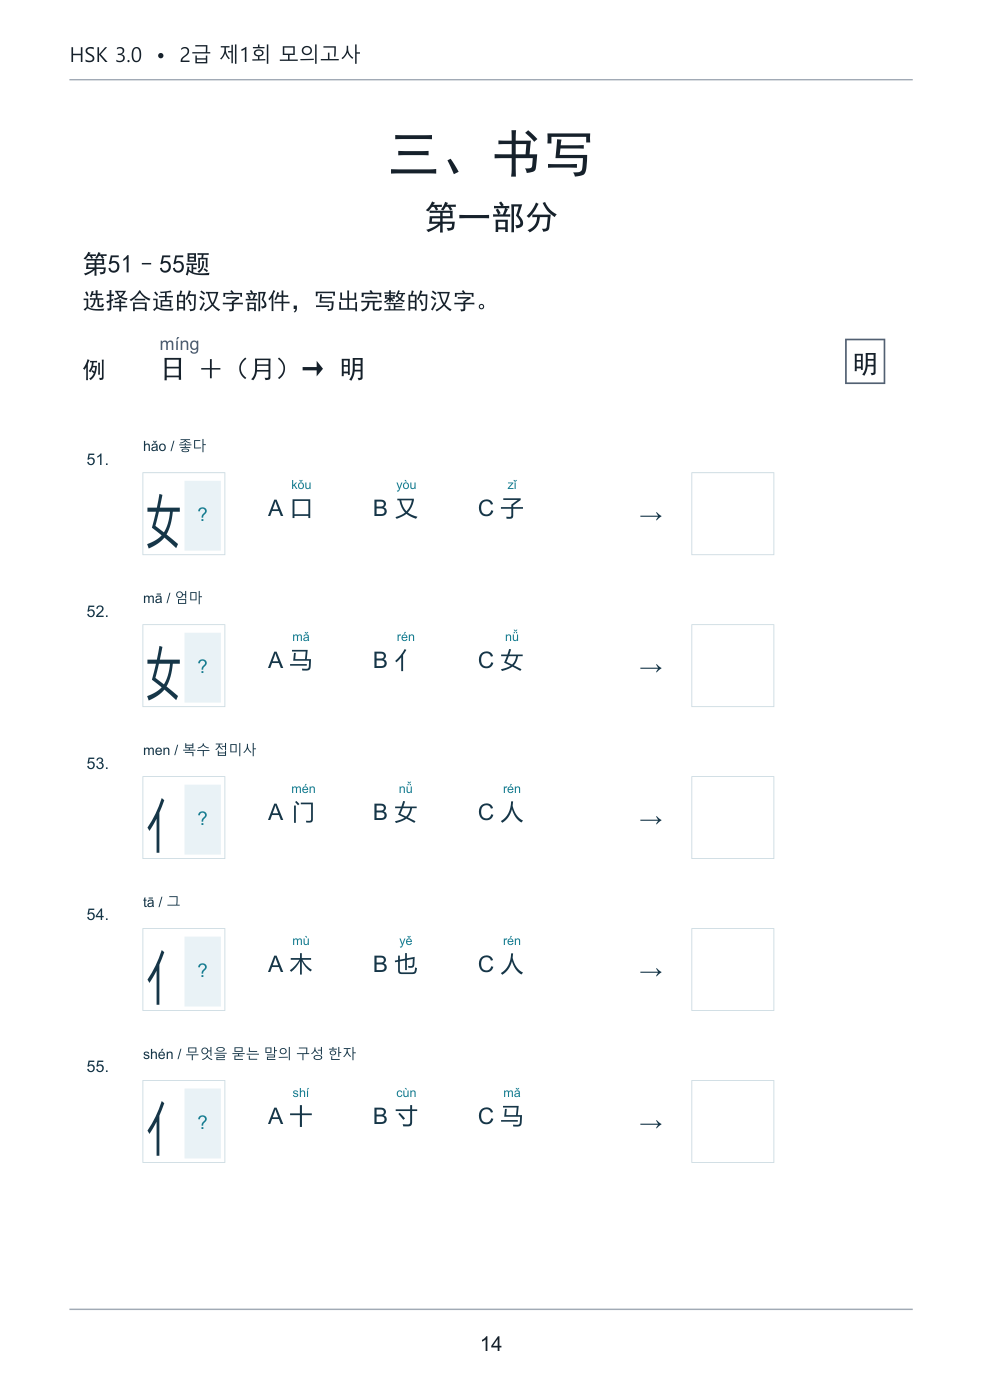 HSK 3.0 • 2급 제1회 모의고사
三、书写
第一部分
第51－55题
选择合适的汉字部件，写出完整的汉字。
míng
例 日 ＋（月）➞ 明 明
51. hǎo / 좋다
kǒu yòu zǐ
女 ? A 口 B 又 C 子 →
52. mā / 엄마
mǎ rén nǚ
女 ? A 马 B 亻 C 女 →
53. men / 복수 접미사
mén nǚ rén
亻 ? A 门 B 女 C 人 →
54. tā / 그
mù yě rén
亻 ? A 木 B 也 C 人 →
55. shén / 무엇을 묻는 말의 구성 한자
shí cùn mǎ
亻 ? A 十 B 寸 C 马 →
14